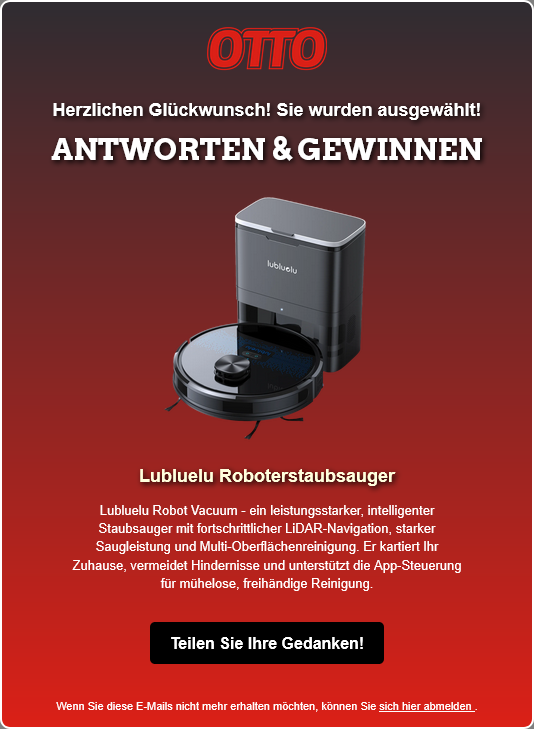 OTTO
Herzlichen Glückwunsch! Sie wurden ausgewählt!
ANTWORTEN & GEWINNEN
lubluelu
Lubluelu Roboterstaubsauger
Lubluelu Robot Vacuum - ein leistungsstarker, intelligenter
Staubsauger mit fortschrittlicher LiDAR-Navigation, starker
Saugleistung und Multi-Oberflächenreinigung. Er kartiert Ihr
Zuhause, vermeidet Hindernisse und unterstützt die App-Steuerung
für mühelose, freihändige Reinigung.
Teilen Sie Ihre Gedanken!
Wenn Sie diese E-Mails nicht mehr erhalten möchten, können Sie sich hier abmelden .